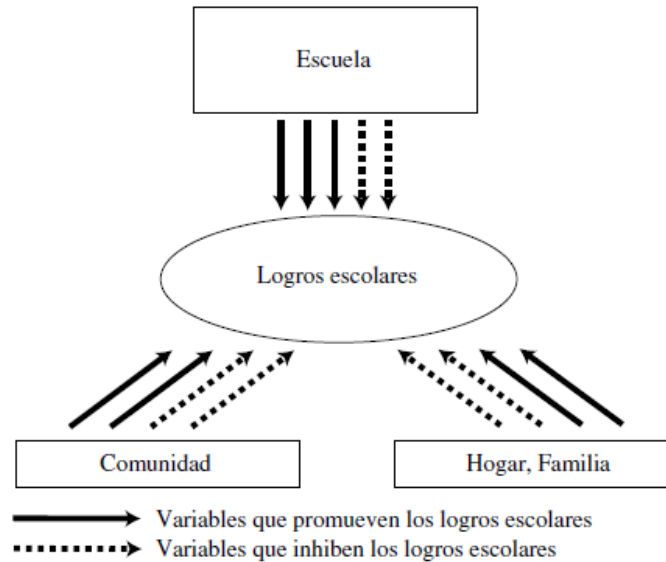 Escuela
Logros escolares
Comunidad
Hogar, Familia
Variables que promueven los logros escolares
Variables que inhiben los logros escolares